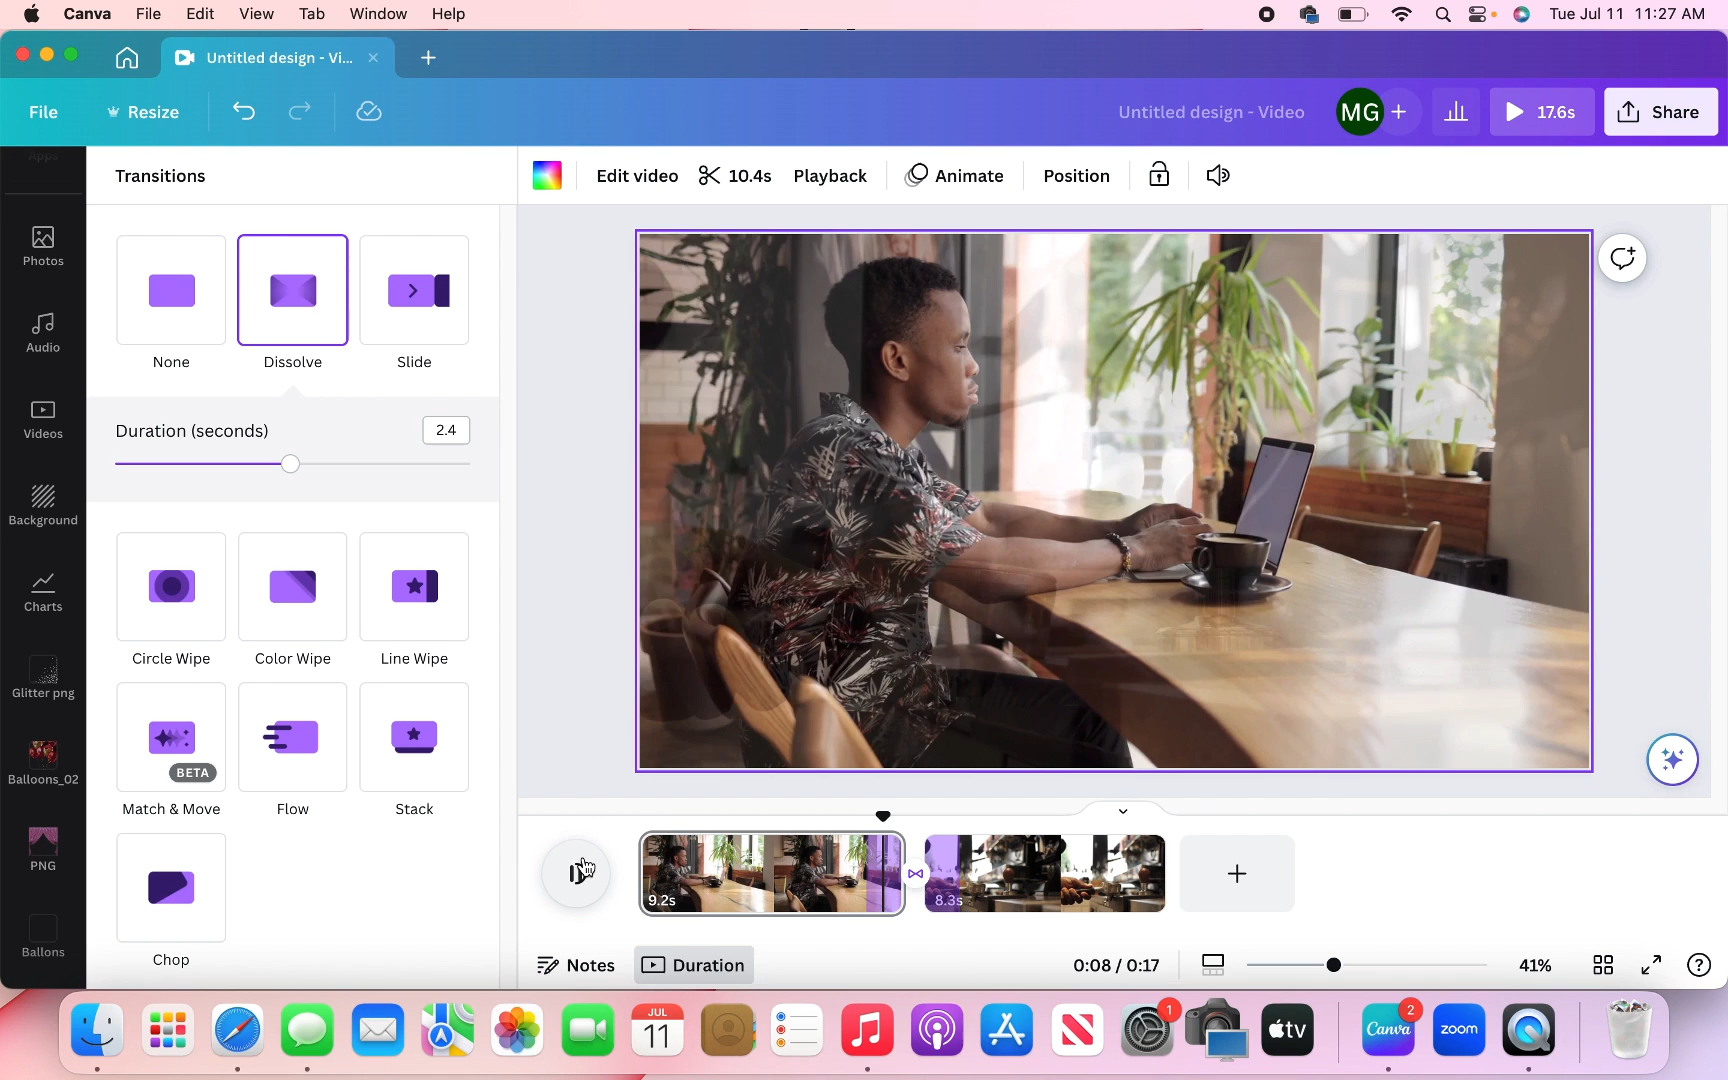 Canva File Edit View Tab Window Help Tue Jul 11 11:27 AM
Untitled design - Vi...
File Resize Untitled design - Video MG 17.6s Share
Apps
Transitions Edit video 10.4s Playback Animate Position
Photos
None Dissolve Slide
Audio
Duration (seconds) 2.4
Videos
Background
Charts
Circle Wipe Color Wipe Line Wipe
Glitter png
BETA
Balloons_02
Match & Move Flow Stack
PNG
9.2s 8.3s
Ballons
Chop
Notes Duration 0:08 / 0:17 41%
JUL
11
1
tv
2
Canva
zoom